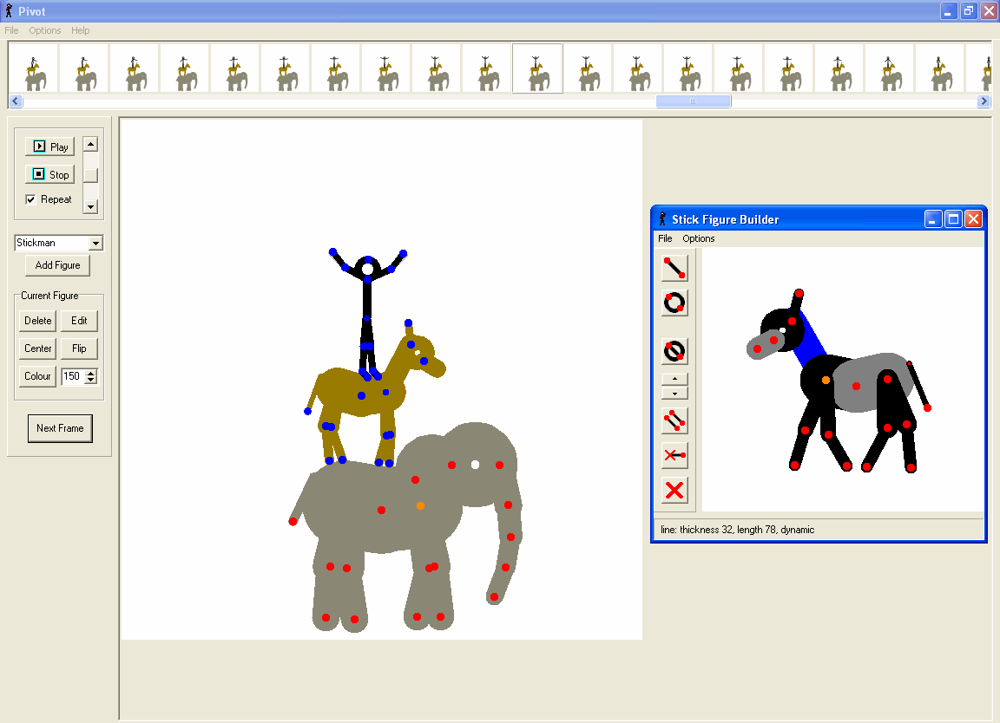 Pivot
File Options Help
Play
Stop
Repeat
Stickman
Add Figure
Current Figure
Delete Edit
Center Flip
Colour 150
Next Frame
Stick Figure Builder
File Options
line: thickness 32, length 78, dynamic